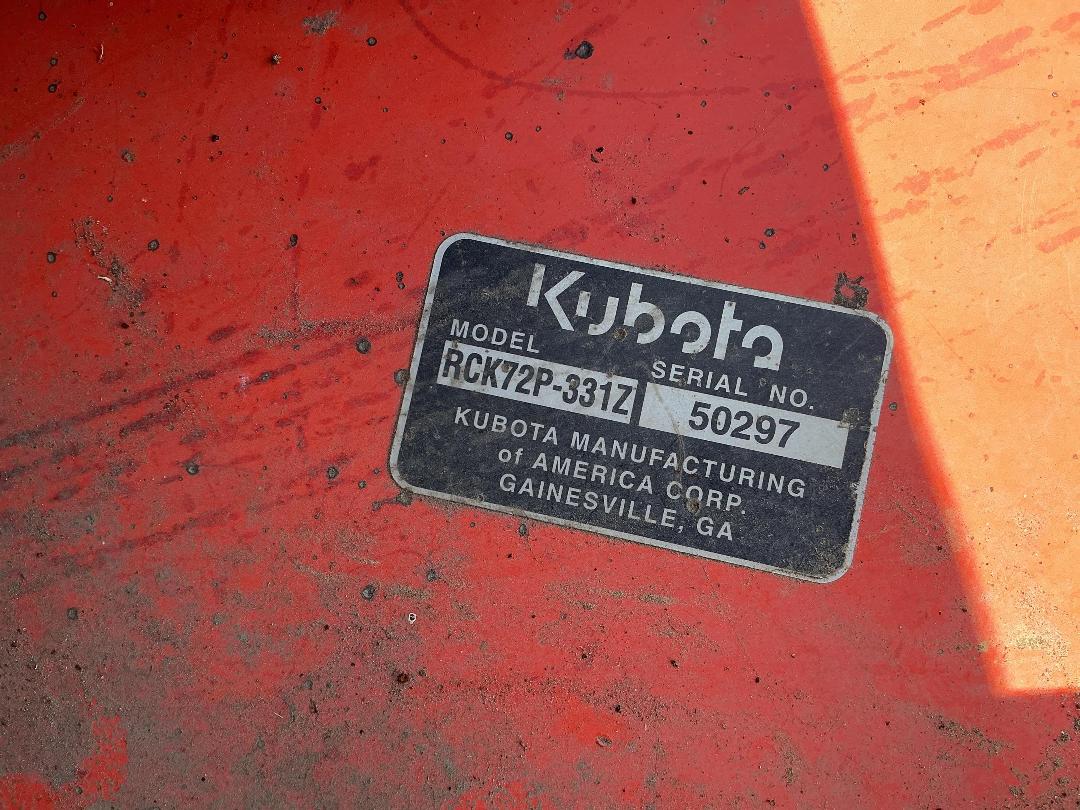 Kubota
MODEL
SERIAL NO.
RCK72P-331Z
50297
KUBOTA MANUFACTURING
of AMERICA CORP.
GAINESVILLE, GA